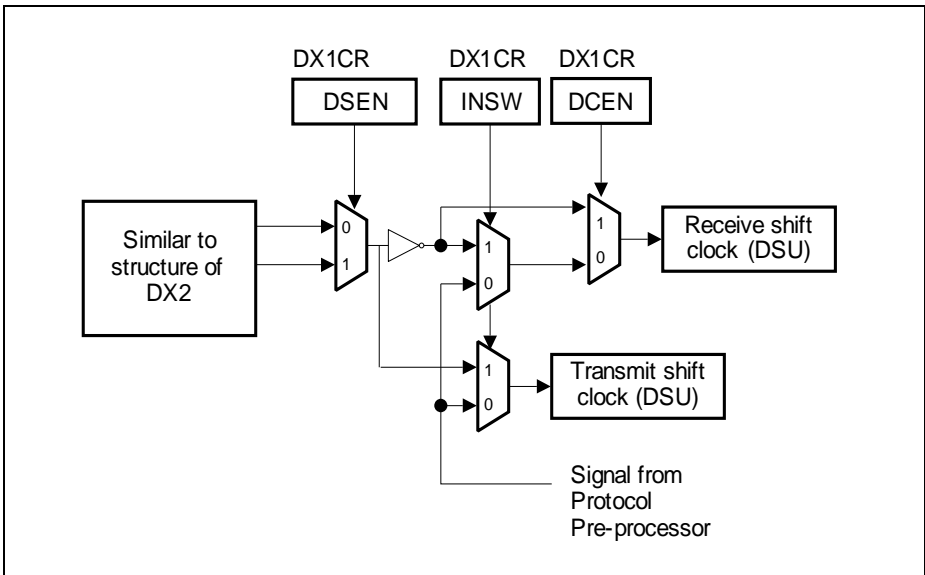 DX1CR
DX1CR
DX1CR
DSEN
INSW
DCEN
Similar to
structure of
DX2
0
1
1
0
1
0
Receive shift
clock (DSU)
1
0
Transmit shift
clock (DSU)
Signal from
Protocol
Pre-processor